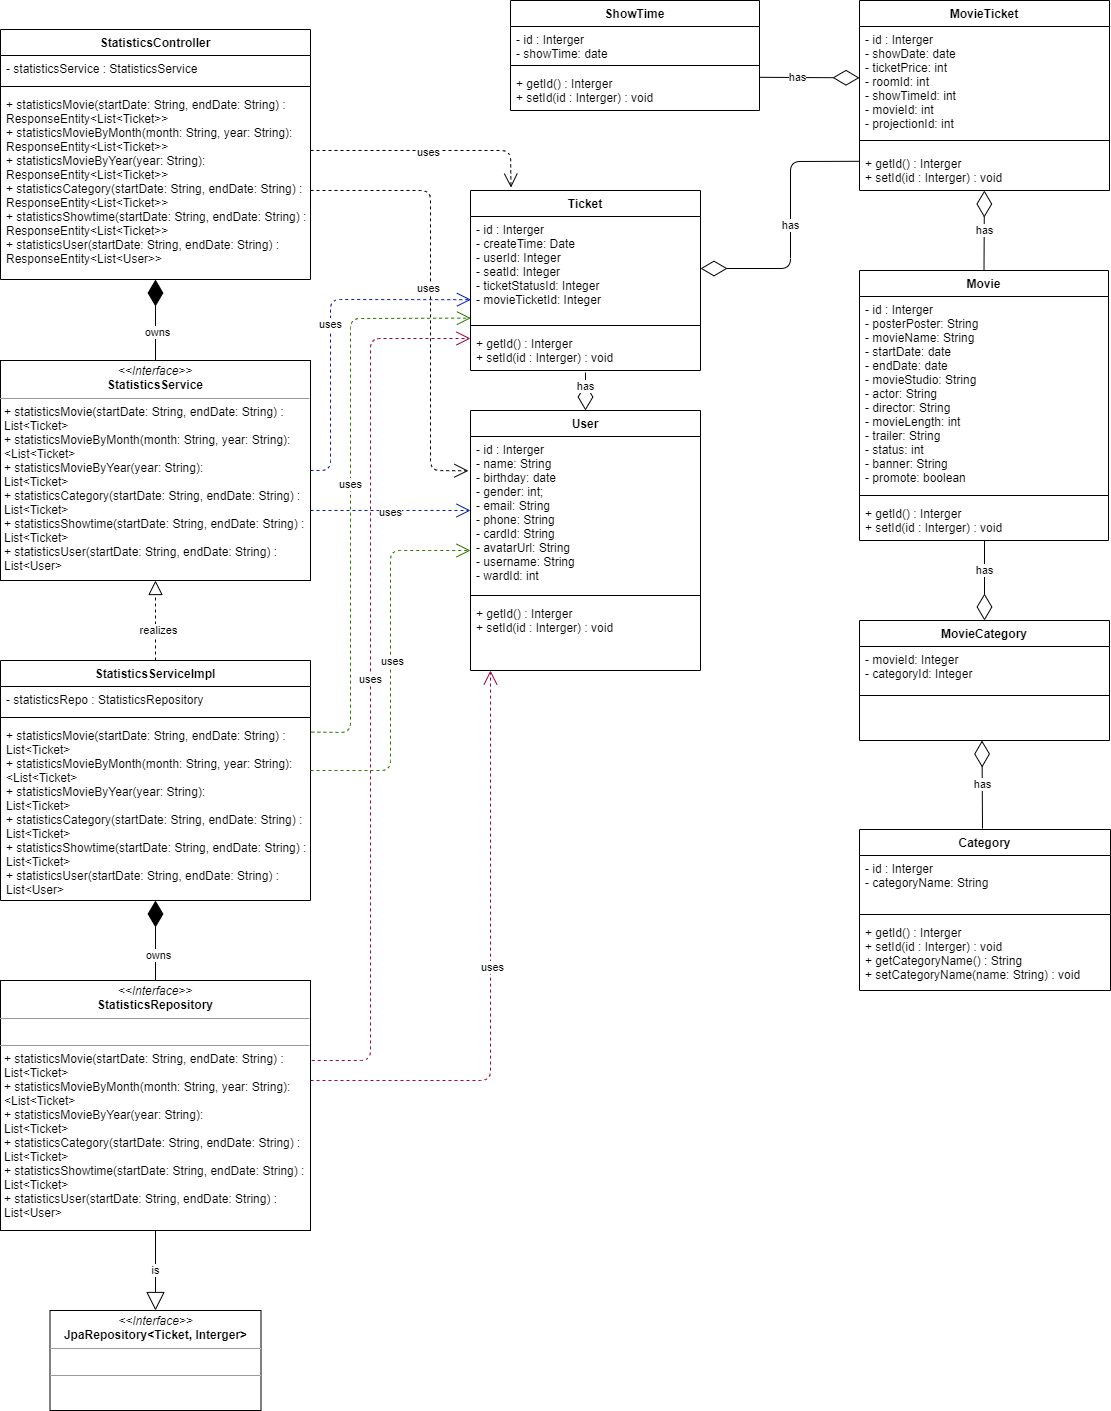 StatisticsController
- statisticsService : StatisticsService
+ statisticsMovie(startDate: String, endDate: String) :
ResponseEntity<List<Ticket>>
+ statisticsMovieByMonth(month: String, year: String):
ResponseEntity<List<Ticket>>
+ statisticsMovieByYear(year: String):
ResponseEntity<List<Ticket>>
+ statisticsCategory(startDate: String, endDate: String) :
ResponseEntity<List<Ticket>>
+ statisticsShowtime(startDate: String, endDate: String) :
ResponseEntity<List<Ticket>>
+ statisticsUser(startDate: String, endDate: String) :
ResponseEntity<List<User>>
owns
<<Interface>>
StatisticsService
+ statisticsMovie(startDate: String, endDate: String) :
List<Ticket>
+ statisticsMovieByMonth(month: String, year: String):
<List<Ticket>
+ statisticsMovieByYear(year: String):
List<Ticket>
+ statisticsCategory(startDate: String, endDate: String) :
List<Ticket>
+ statisticsShowtime(startDate: String, endDate: String) :
List<Ticket>
+ statisticsUser(startDate: String, endDate: String) :
List<User>
realizes
StatisticsServiceImpl
- statisticsRepo : StatisticsRepository
+ statisticsMovie(startDate: String, endDate: String) :
List<Ticket>
+ statisticsMovieByMonth(month: String, year: String):
<List<Ticket>
+ statisticsMovieByYear(year: String):
List<Ticket>
+ statisticsCategory(startDate: String, endDate: String) :
List<Ticket>
+ statisticsShowtime(startDate: String, endDate: String) :
List<Ticket>
+ statisticsUser(startDate: String, endDate: String) :
List<User>
owns
<<Interface>>
StatisticsRepository
+ statisticsMovie(startDate: String, endDate: String) :
List<Ticket>
+ statisticsMovieByMonth(month: String, year: String):
<List<Ticket>
+ statisticsMovieByYear(year: String):
List<Ticket>
+ statisticsCategory(startDate: String, endDate: String) :
List<Ticket>
+ statisticsShowtime(startDate: String, endDate: String) :
List<Ticket>
+ statisticsUser(startDate: String, endDate: String) :
List<User>
is
<<Interface>>
JpaRepository<Ticket, Interger>
uses
uses
uses
uses
uses
uses
uses
uses
ShowTime
- id : Interger
- showTime: date
+ getId() : Interger
+ setId(id : Interger) : void
has
Ticket
- id : Interger
- createTime: Date
- userId: Integer
- seatId: Integer
- ticketStatusId: Integer
- movieTicketId: Integer
+ getId() : Interger
+ setId(id : Interger) : void
has
User
- id : Interger
- name: String
- birthday: date
- gender: int;
- email: String
- phone: String
- cardId: String
- avatarUrl: String
- username: String
- wardId: int
+ getId() : Interger
+ setId(id : Interger) : void
has
MovieTicket
- id : Interger
- showDate: date
- ticketPrice: int
- roomId: int
- showTimeId: int
- movieId: int
- projectionId: int
+ getId() : Interger
+ setId(id : Interger) : void
has
Movie
- id : Interger
- posterPoster: String
- movieName: String
- startDate: date
- endDate: date
- movieStudio: String
- actor: String
- director: String
- movieLength: int
- trailer: String
- status: int
- banner: String
- promote: boolean
+ getId() : Interger
+ setId(id : Interger) : void
has
MovieCategory
- movieId: Integer
- categoryId: Integer
has
Category
- id : Interger
- categoryName: String
+ getId() : Interger
+ setId(id : Interger) : void
+ getCategoryName() : String
+ setCategoryName(name: String) : void